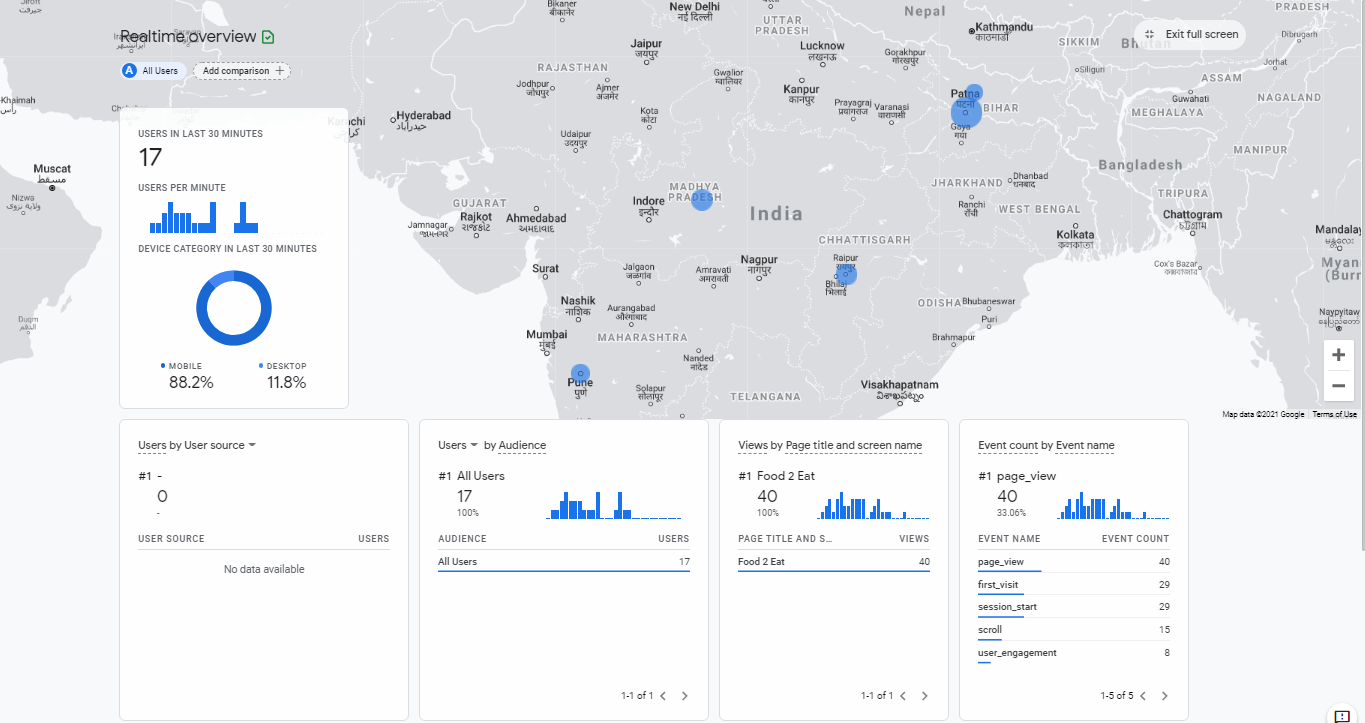 Realtime overview
Exit full screen
A All Users
Add comparison +
USERS IN LAST 30 MINUTES
17
USERS PER MINUTE
DEVICE CATEGORY IN LAST 30 MINUTES
MOBILE
88.2%
DESKTOP
11.8%
Bikaner
बीकानेर
New Delhi
नई दिल्ली
UTTAR
PRADESH
Nepal
Kathmandu
काठमाडौं
SIKKIM
PRADESH
Dibrugarh
Jaipur
जयपुर
Lucknow
लखनऊ
Gorakhpur
गोरखपुर
Siliguri
Jorhat
ASSAM
RAJASTHAN
Jodhpur
जोधपुर
Ajmer
अजमेर
Gwalior
ग्वालियर
Kanpur
कानपुर
Prayagraj
प्रयागराज
Varanasi
वाराणसी
Patna
पटना
BIHAR
Gaya
गया
Guwahati
NAGALAND
MEGHALAYA
MANIPUR
Khaimah
Karachi
Hyderabad
حيدرآباد
Kota
कोटा
Udaipur
उदयपुर
Muscat
مسقط
Nizwa
ولاية نزوى
Duqm
الدقم
Bangladesh
JHARKHAND
Dhanbad
धनबाद
Ranchi
राँची
WEST BENGAL
TRIPURA
Chattogram
চট্টগ্রাম
Kolkata
কলকাতা
MADHYA
PRADESH
Indore
इन्दौर
India
GUJARAT
Rajkot
રાજકોટ
Ahmedabad
અમદાવાદ
Jamnagar
જામનગર
CHHATTISGARH
Raipur
रायपुर
Bhilai
भिलाई
Nagpur
नागपुर
Surat
Jalgaon
जळगाव
Amravati
अमरावती
Cox's Bazar
Mandalay
Myan
(Burr
Nashik
नाशिक
Aurangabad
औरंगाबाद
ODISHA
Bhubaneswar
Puri
Brahmapur
Naypyitaw
Mumbai
मुंबई
MAHARASHTRA
Nanded
नांदेड
Pune
पुणे
Solapur
सोलापूर
TELANGANA
Visakhapatnam
విశాఖపట్నం
+
−
Map data ©2021 Google
Terms of Use
Users by User source
#1 -
0
-
USER SOURCE USERS
No data available
Users by Audience
#1 All Users
17
100%
AUDIENCE USERS
All Users 17
1-1 of 1
Views by Page title and screen name
#1 Food 2 Eat
40
100%
PAGE TITLE AND S... VIEWS
Food 2 Eat 40
1-1 of 1
Event count by Event name
#1 page_view
40
33.06%
EVENT NAME EVENT COUNT
page_view 40
first_visit 29
session_start 29
scroll 15
user_engagement 8
1-5 of 5